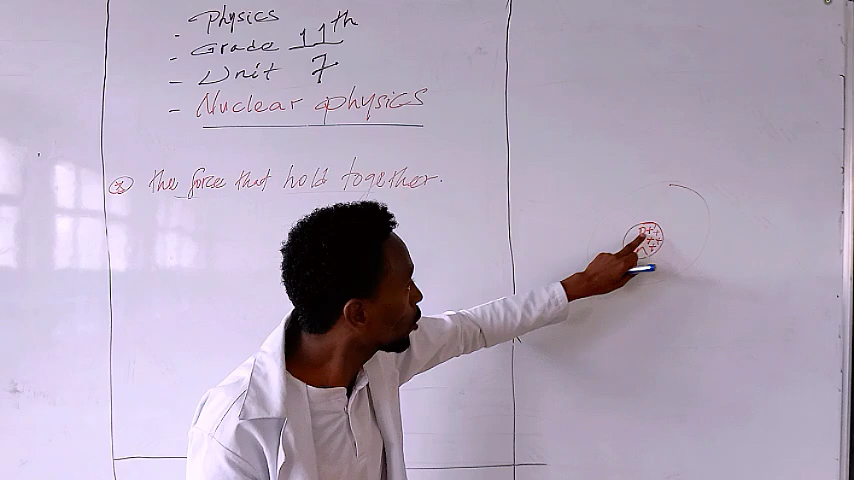 - Physics
- Grade 11th
- Unit 7
- Nuclear physics
* the force that hold together.